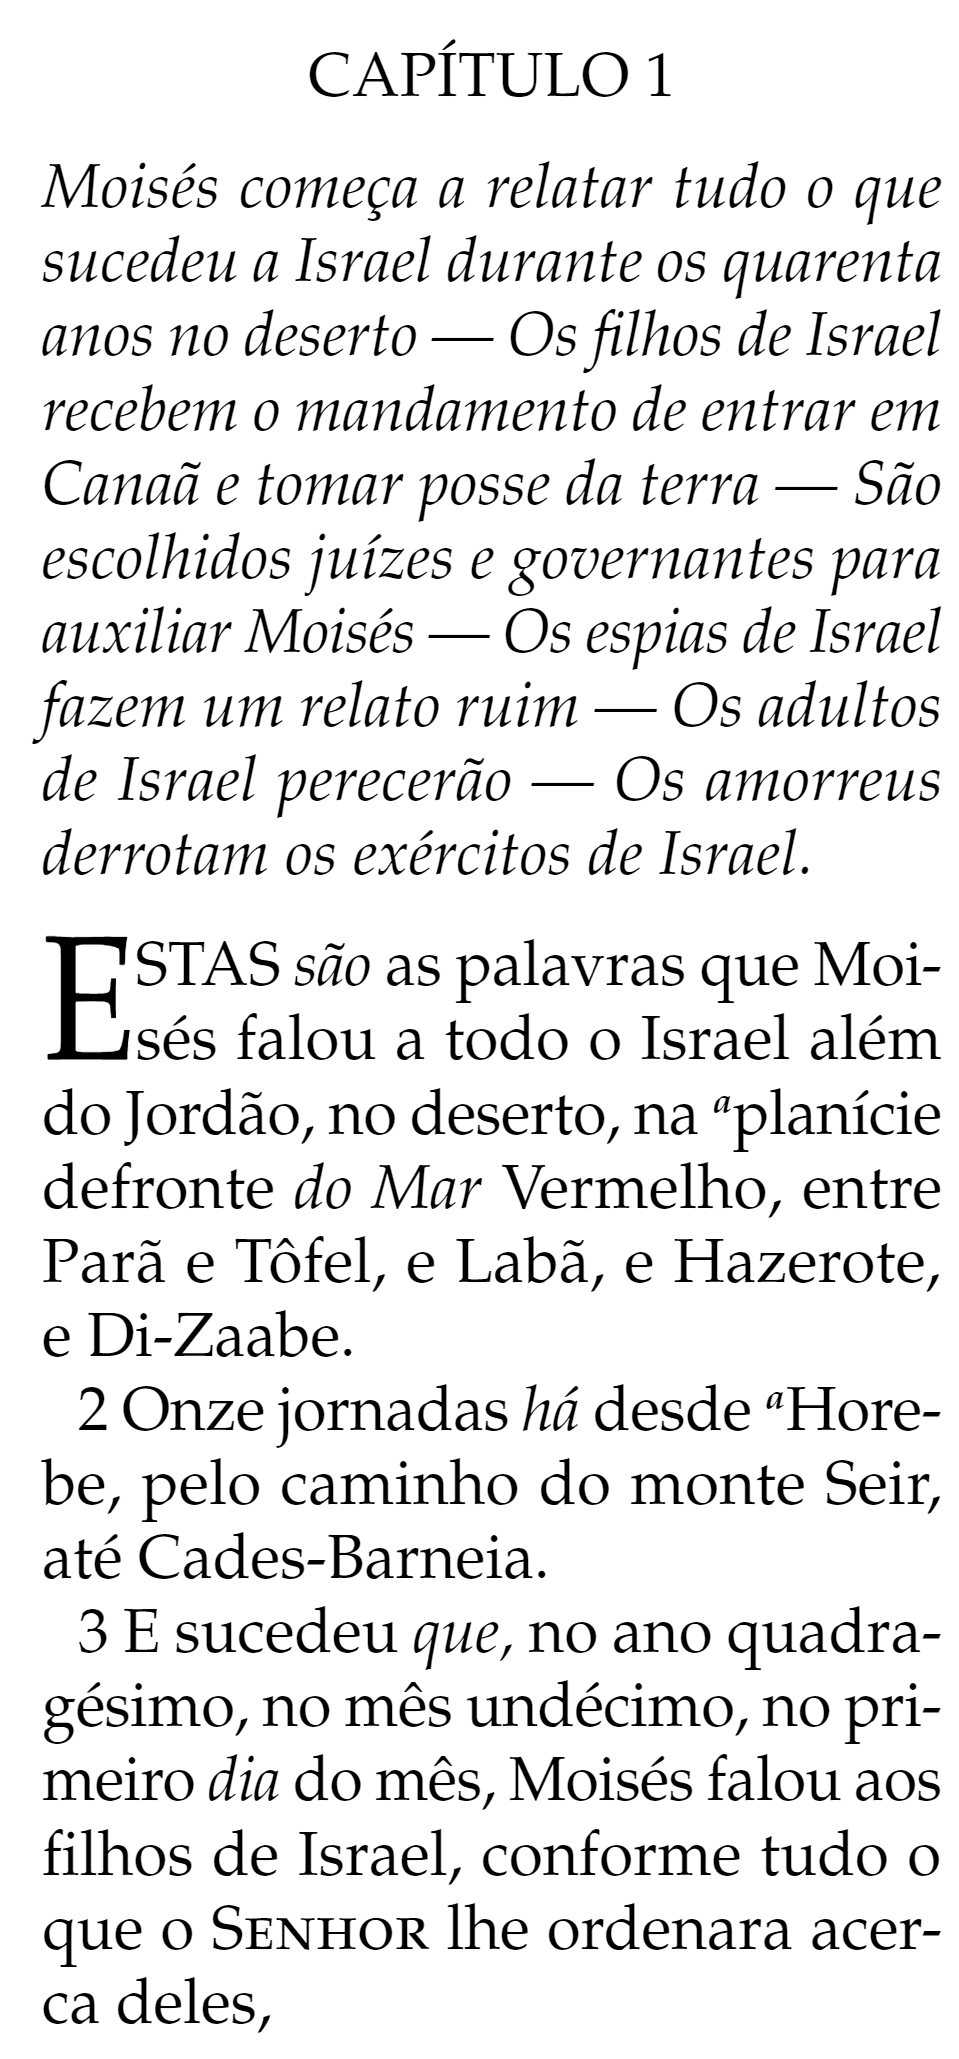 CAPÍTULO 1
Moisés começa a relatar tudo o que
sucedeu a Israel durante os quarenta
anos no deserto — Os filhos de Israel
recebem o mandamento de entrar em
Canaã e tomar posse da terra — São
escolhidos juízes e governantes para
auxiliar Moisés — Os espias de Israel
fazem um relato ruim — Os adultos
de Israel perecerão — Os amorreus
derrotam os exércitos de Israel.
ESTAS são as palavras que Moi-
sés falou a todo o Israel além
do Jordão, no deserto, na ᵃplanície
defronte do Mar Vermelho, entre
Parã e Tôfel, e Labã, e Hazerote,
e Di-Zaabe.
2 Onze jornadas há desde ᵃHore-
be, pelo caminho do monte Seir,
até Cades-Barneia.
3 E sucedeu que, no ano quadra-
gésimo, no mês undécimo, no pri-
meiro dia do mês, Moisés falou aos
filhos de Israel, conforme tudo o
que o SENHOR lhe ordenara acer-
ca deles,